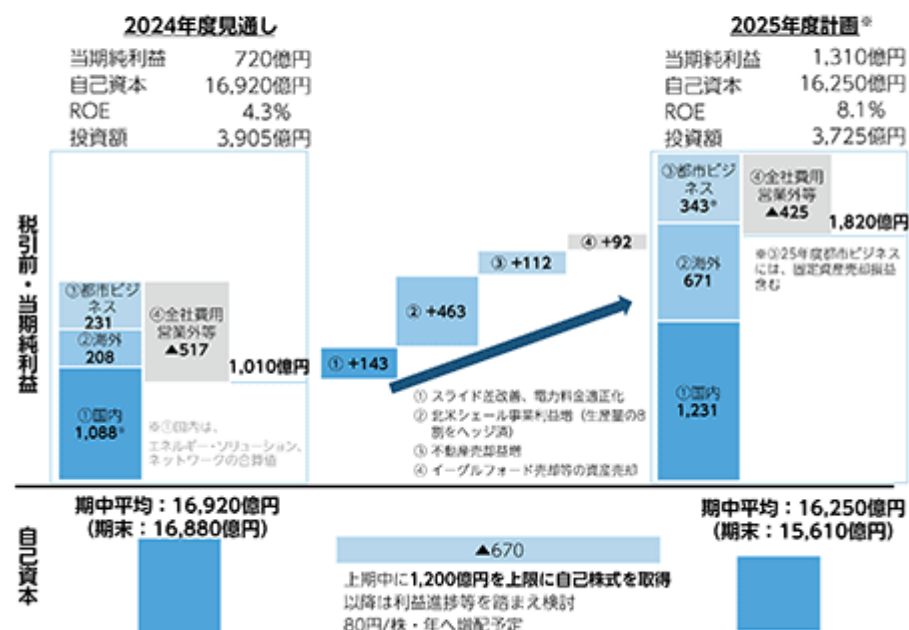 2024年度見通し
当期純利益 720億円
自己資本 16,920億円
ROE 4.3%
投資額 3,905億円
2025年度計画※
当期純利益 1,310億円
自己資本 16,250億円
ROE 8.1%
投資額 3,725億円
税引前・当期純利益
③都市ビジ
ネス
231
②海外
208
①国内
1,088※
④全社費用
営業外等
▲517
1,010億円
※①国内は、
エネルギー・ソリューション、
ネットワークの合算値
① +143
② +463
③ +112
④ +92
① スライド差改善、電力料金適正化
② 北米シェール事業利益増（生産量の8
割をヘッジ済）
③ 不動産売却益増
④ イーグルフォード売却等の資産売却
③都市ビジ
ネス
343※
②海外
671
①国内
1,231
④全社費用
営業外等
▲425
1,820億円
※③25年度都市ビジネス
には、固定資産売却損益
含む
自己資本
期中平均：16,920億円
（期末：16,880億円）
▲670
上期中に1,200億円を上限に自己株式を取得
以降は利益進捗等を踏まえ検討
80円/株・年へ増配予定
期中平均：16,250億円
（期末：15,610億円）